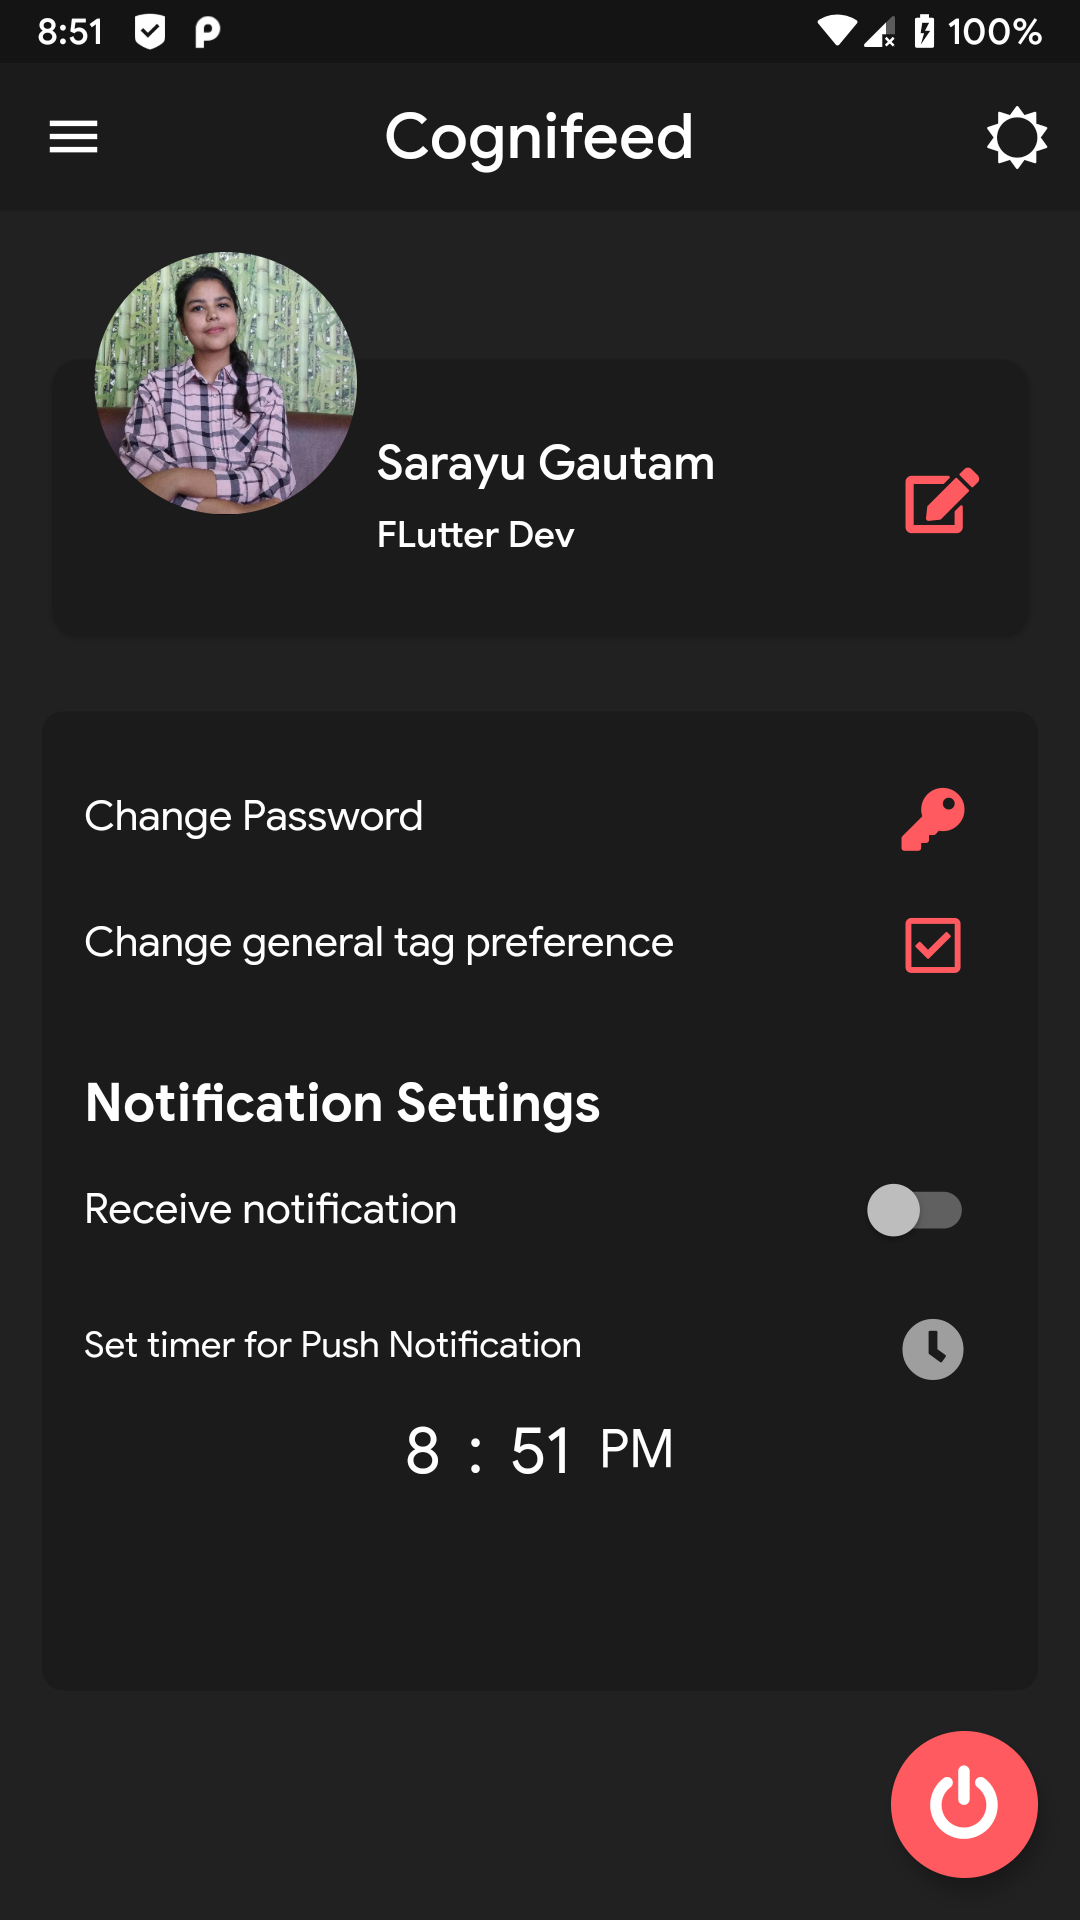 8:51 100%
Cognifeed
Sarayu Gautam
FLutter Dev
Change Password
Change general tag preference
Notification Settings
Receive notification
Set timer for Push Notification
8 : 51 PM